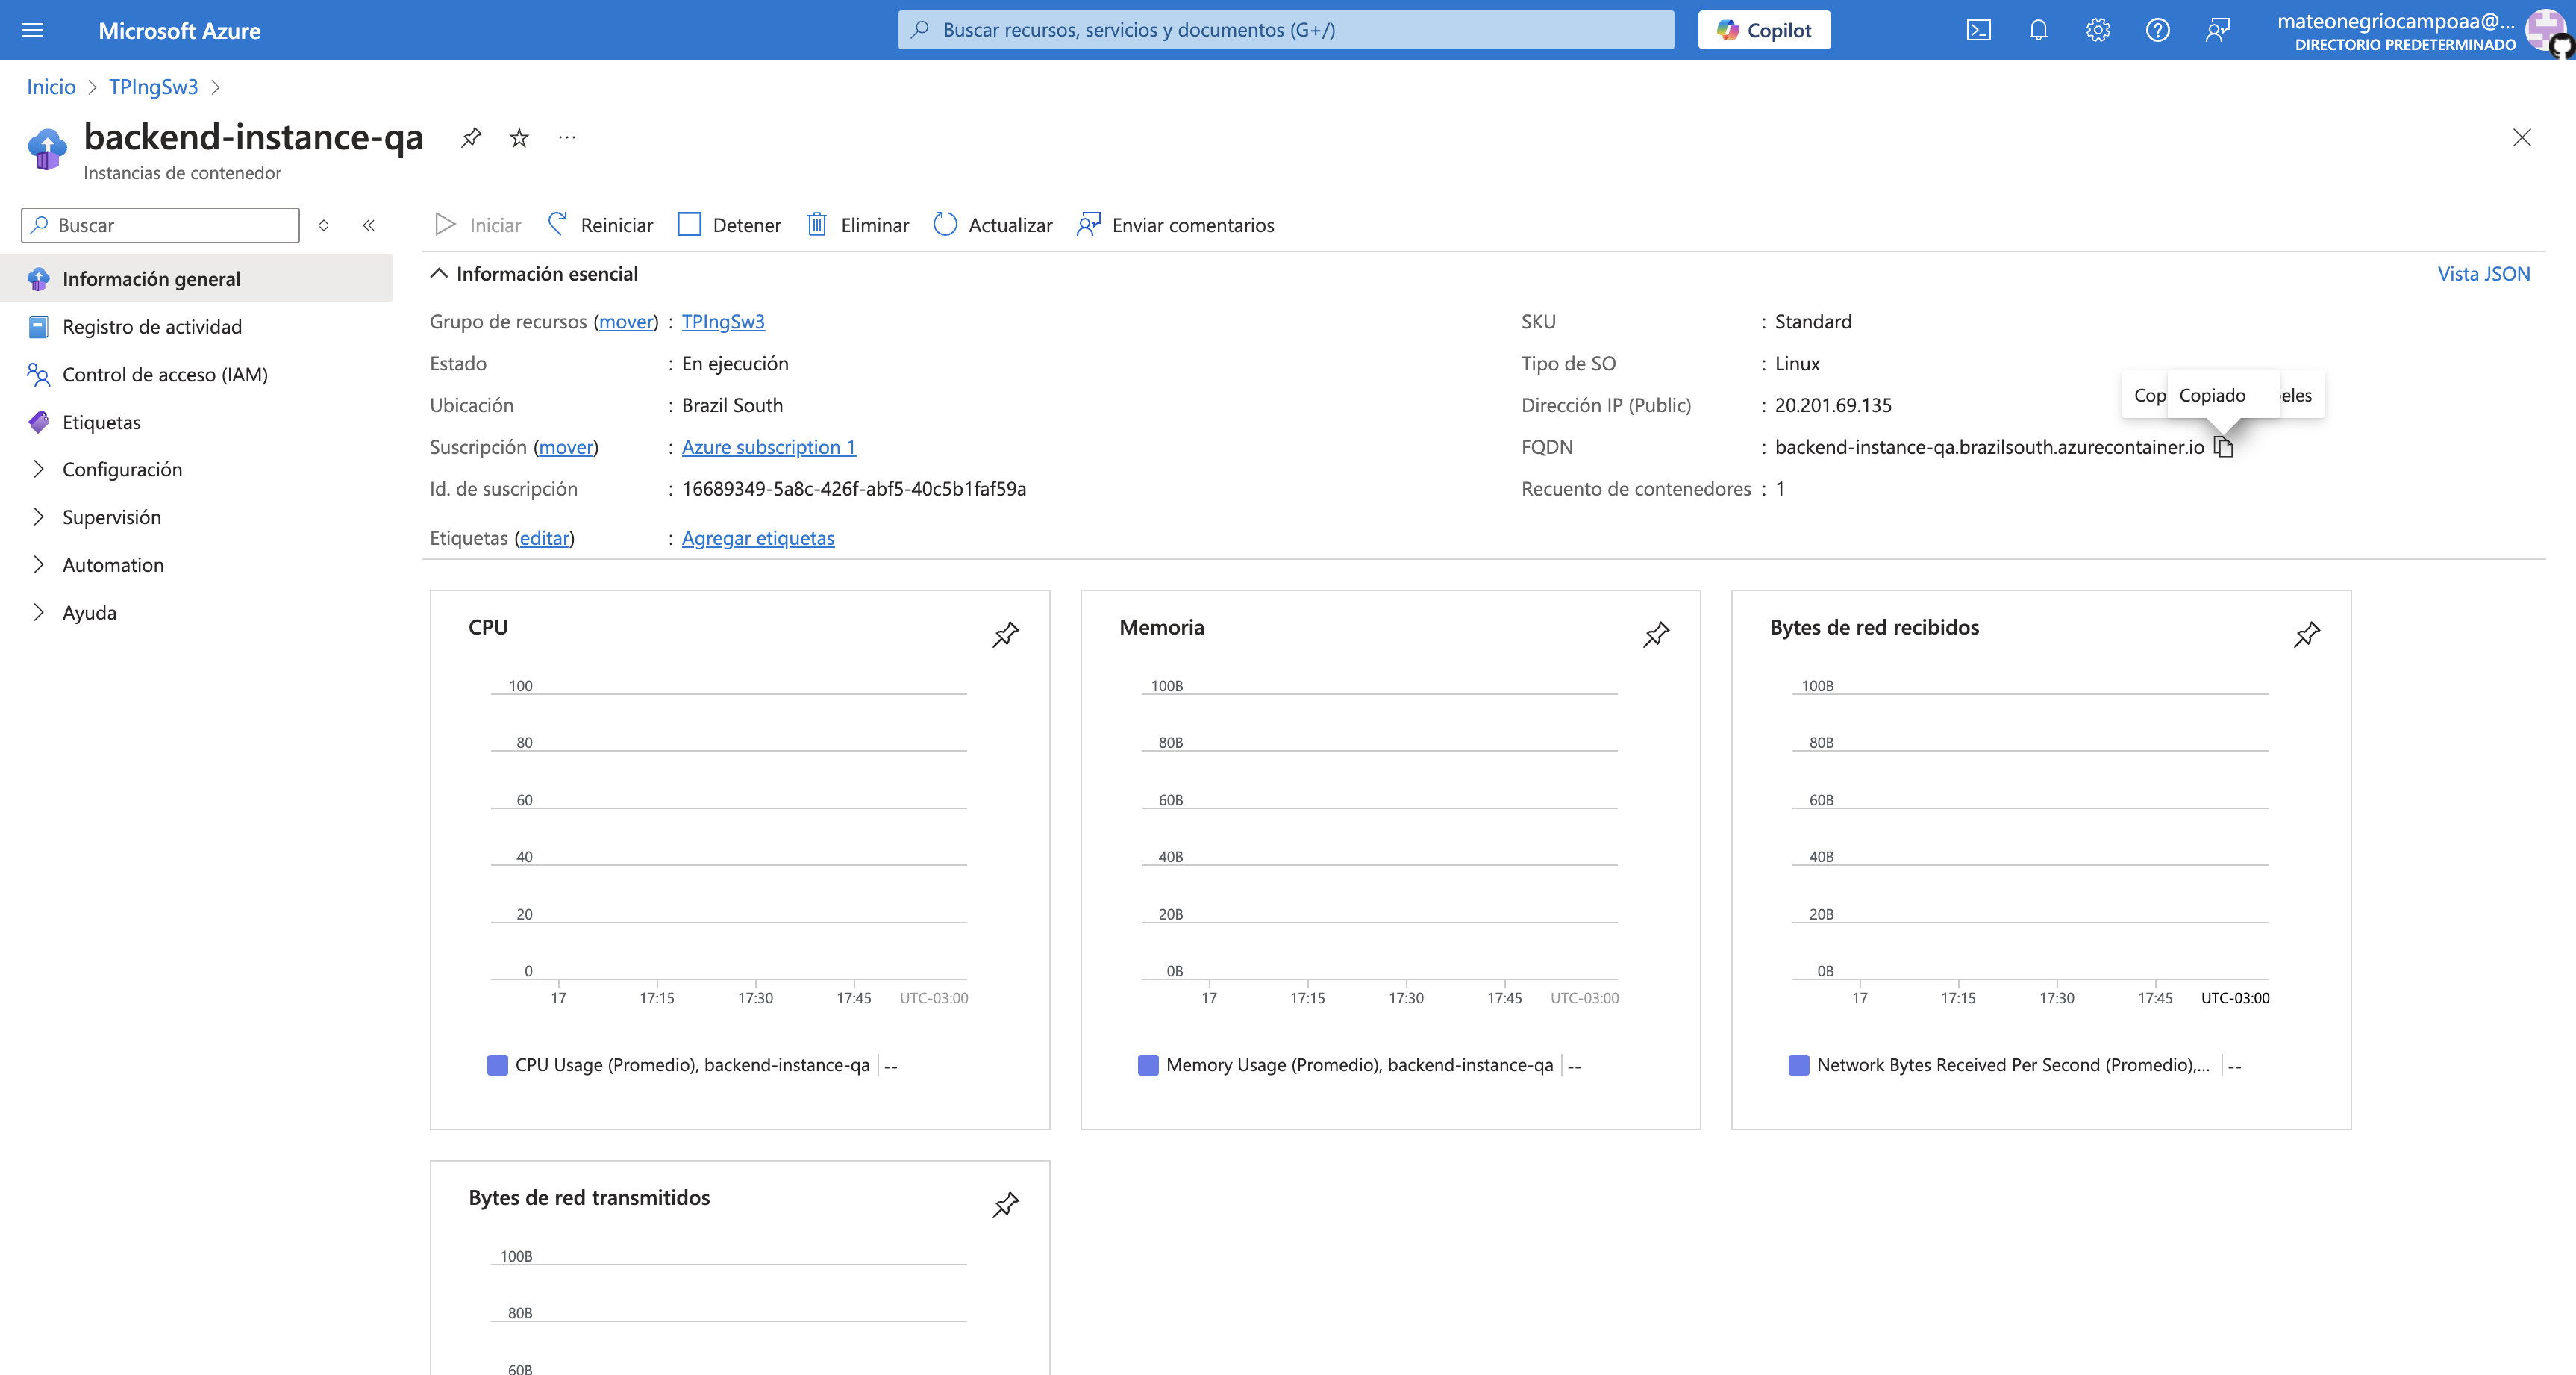 Microsoft Azure
Buscar recursos, servicios y documentos (G+/)
Copilot
mateonegriocampoaa@...
DIRECTORIO PREDETERMINADO
Inicio > TPIngSw3 >
backend-instance-qa
Instancias de contenedor
Buscar
Iniciar
Reiniciar
Detener
Eliminar
Actualizar
Enviar comentarios
Información general
Registro de actividad
Control de acceso (IAM)
Etiquetas
Configuración
Supervisión
Automation
Ayuda
Información esencial
Vista JSON
Grupo de recursos (mover) : TPIngSw3
Estado : En ejecución
Ubicación : Brazil South
Suscripción (mover) : Azure subscription 1
Id. de suscripción : 16689349-5a8c-426f-abf5-40c5b1faf59a
Etiquetas (editar) : Agregar etiquetas
SKU : Standard
Tipo de SO : Linux
Dirección IP (Public) : 20.201.69.135
FQDN : backend-instance-qa.brazilsouth.azurecontainer.io
Recuento de contenedores : 1
Copiado
CPU
100
80
60
40
20
0
17 17:15 17:30 17:45 UTC-03:00
CPU Usage (Promedio), backend-instance-qa --
Memoria
100B
80B
60B
40B
20B
0B
17 17:15 17:30 17:45 UTC-03:00
Memory Usage (Promedio), backend-instance-qa --
Bytes de red recibidos
100B
80B
60B
40B
20B
0B
17 17:15 17:30 17:45 UTC-03:00
Network Bytes Received Per Second (Promedio),... --
Bytes de red transmitidos
100B
80B
60B